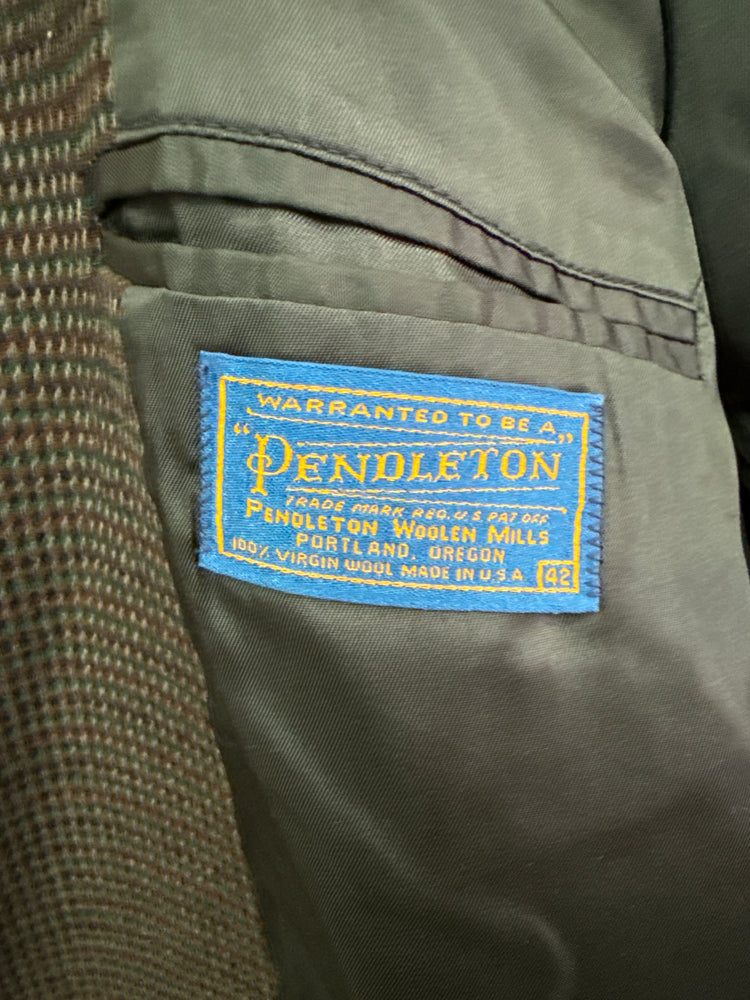 WARRANTED TO BE A
"PENDLETON"
TRADE MARK REG. U.S. PAT OFF.
PENDLETON WOOLEN MILLS
PORTLAND, OREGON
100% VIRGIN WOOL MADE IN U.S.A. 42